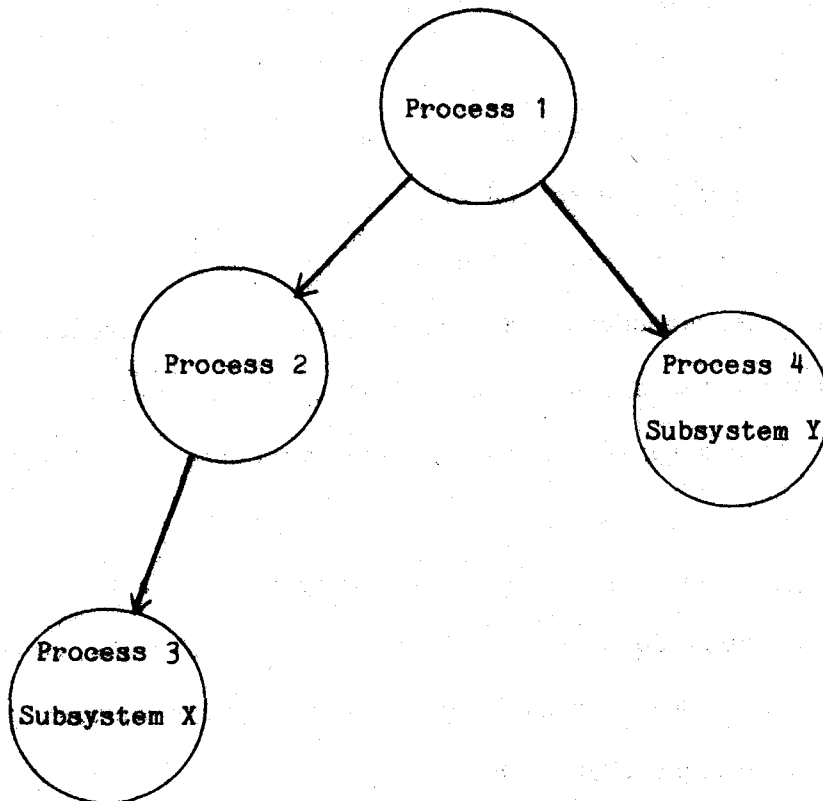 Process 1
Process 2
Process 4
Subsystem Y
Process 3
Subsystem X